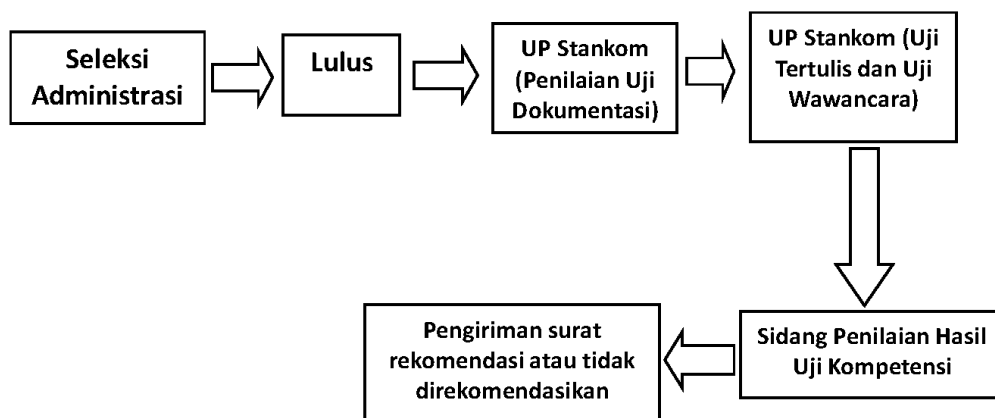 Seleksi
Administrasi
Lulus
UP Stankom
(Penilaian Uji
Dokumentasi)
UP Stankom (Uji
Tertulis dan Uji
Wawancara)
Sidang Penilaian Hasil
Uji Kompetensi
Pengiriman surat
rekomendasi atau tidak
direkomendasikan